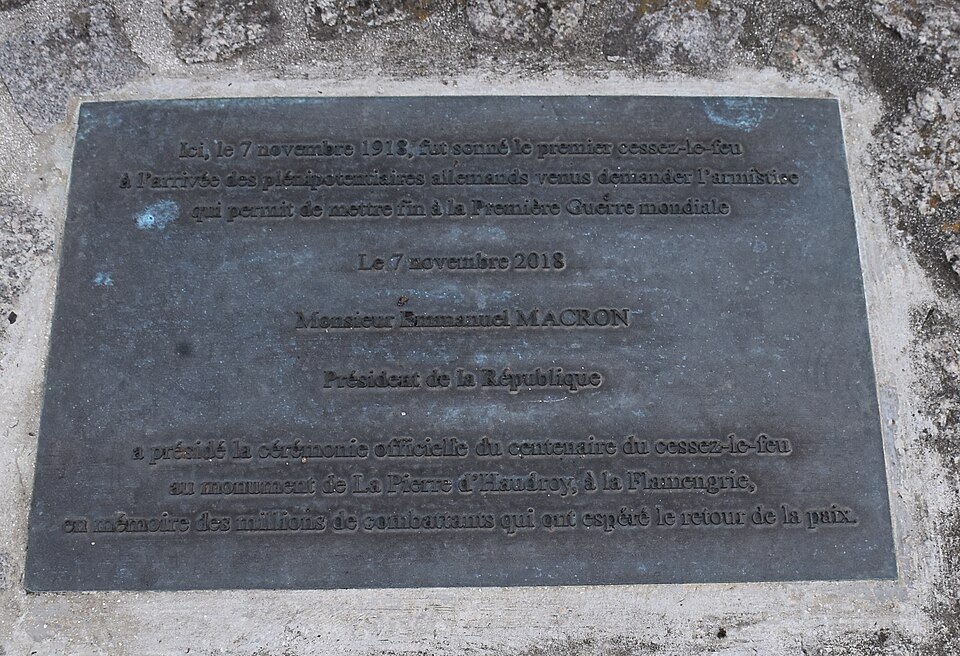 Ici, le 7 novembre 1918, fut sonné le premier cessez-le-feu
A l'arrivée des plénipotentiaires allemands venus demander l'armistice
qui permit de mettre fin à la Première Guerre mondiale
Le 7 novembre 2018
Monsieur Emmanuel MACRON
Président de la République
a présidé la cérémonie officielle du centenaire du cessez-le-feu
au monument de La Pierre d'Haudroy, à la Flamengrie,
en mémoire des millions de combattants qui ont espéré le retour de la paix.